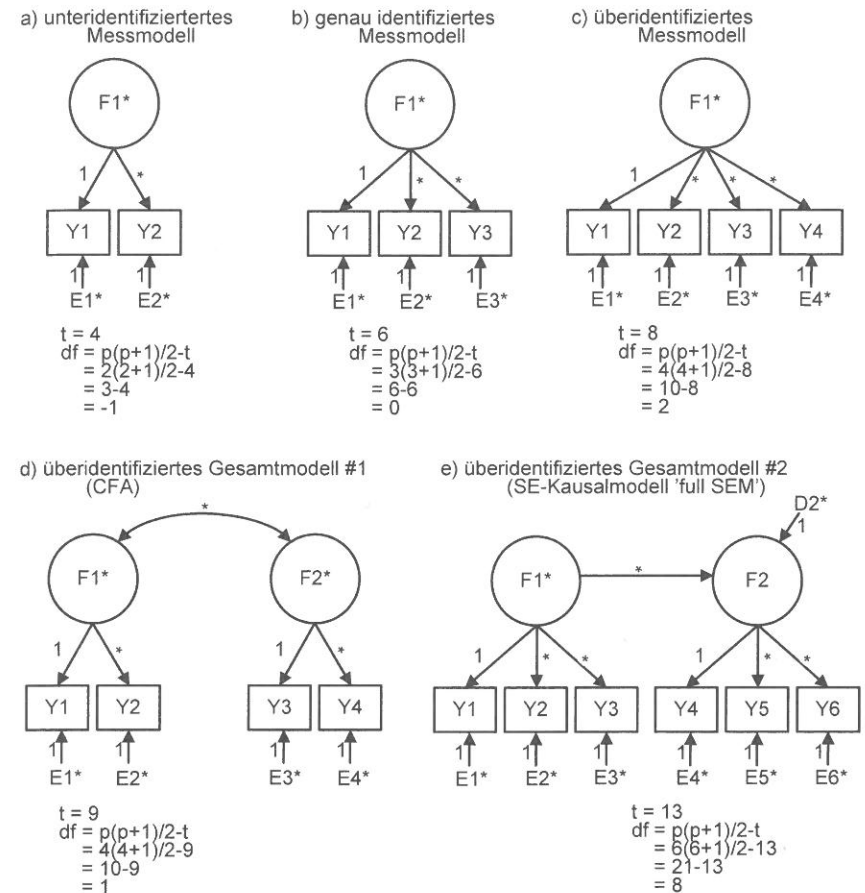 a) unteridentifiziertertes
Messmodell
F1*
1 *
Y1 Y2
1 1
E1* E2*
t = 4
df = p(p+1)/2-t
= 2(2+1)/2-4
= 3-4
= -1
b) genau identifiziertes
Messmodell
F1*
1 * *
Y1 Y2 Y3
1 1 1
E1* E2* E3*
t = 6
df = p(p+1)/2-t
= 3(3+1)/2-6
= 6-6
= 0
c) überidentifiziertes
Messmodell
F1*
1 * * *
Y1 Y2 Y3 Y4
1 1 1 1
E1* E2* E3* E4*
t = 8
df = p(p+1)/2-t
= 4(4+1)/2-8
= 10-8
= 2
d) überidentifiziertes Gesamtmodell #1
(CFA)
*
F1* F2*
1 * 1 *
Y1 Y2 Y3 Y4
1 1 1 1
E1* E2* E3* E4*
t = 9
df = p(p+1)/2-t
= 4(4+1)/2-9
= 10-9
= 1
e) überidentifiziertes Gesamtmodell #2
(SE-Kausalmodell 'full SEM')
D2*
1
F1* * F2
1 * * 1 * *
Y1 Y2 Y3 Y4 Y5 Y6
1 1 1 1 1 1
E1* E2* E3* E4* E5* E6*
t = 13
df = p(p+1)/2-t
= 6(6+1)/2-13
= 21-13
= 8